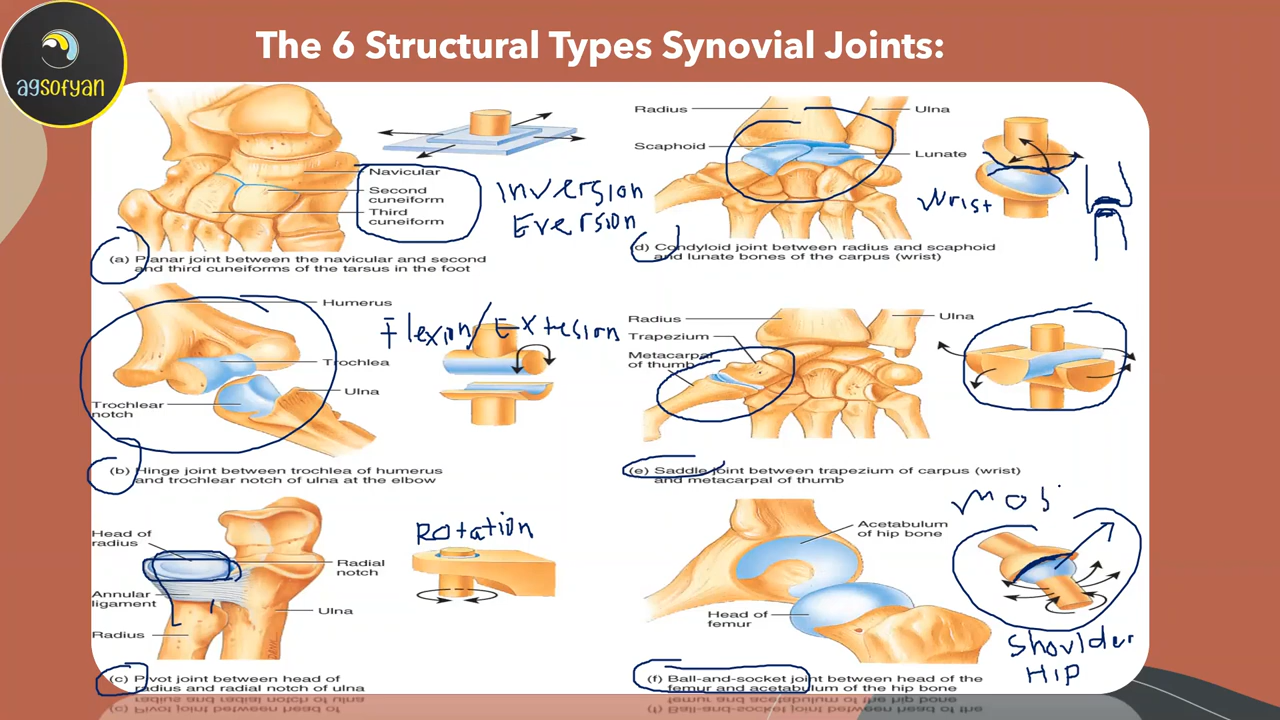 The 6 Structural Types Synovial Joints:
agsofyan
Navicular
Second
cuneiform
Third
cuneiform
Inversion
Eversion
(a) Planar joint between the navicular and second
and third cuneiforms of the tarsus in the foot
Radius
Ulna
Scaphoid
Lunate
Wrist
(d) Condyloid joint between radius and scaphoid
and lunate bones of the carpus (wrist)
Humerus
Flexion/Extesion
Trochlea
Ulna
Trochlear
notch
(b) Hinge joint between trochlea of humerus
and trochlear notch of ulna at the elbow
Radius
Ulna
Trapezium
Metacarpal
of thumb
(e) Saddle joint between trapezium of carpus (wrist)
and metacarpal of thumb
Head of
radius
Rotation
Radial
notch
Annular
ligament
Ulna
Radius
(c) Pivot joint between head of
radius and radial notch of ulna
Acetabulum
of hip bone
Head of
femur
Shoulder
HIP
(f) Ball-and-socket joint between head of the
femur and acetabulum of the hip bone